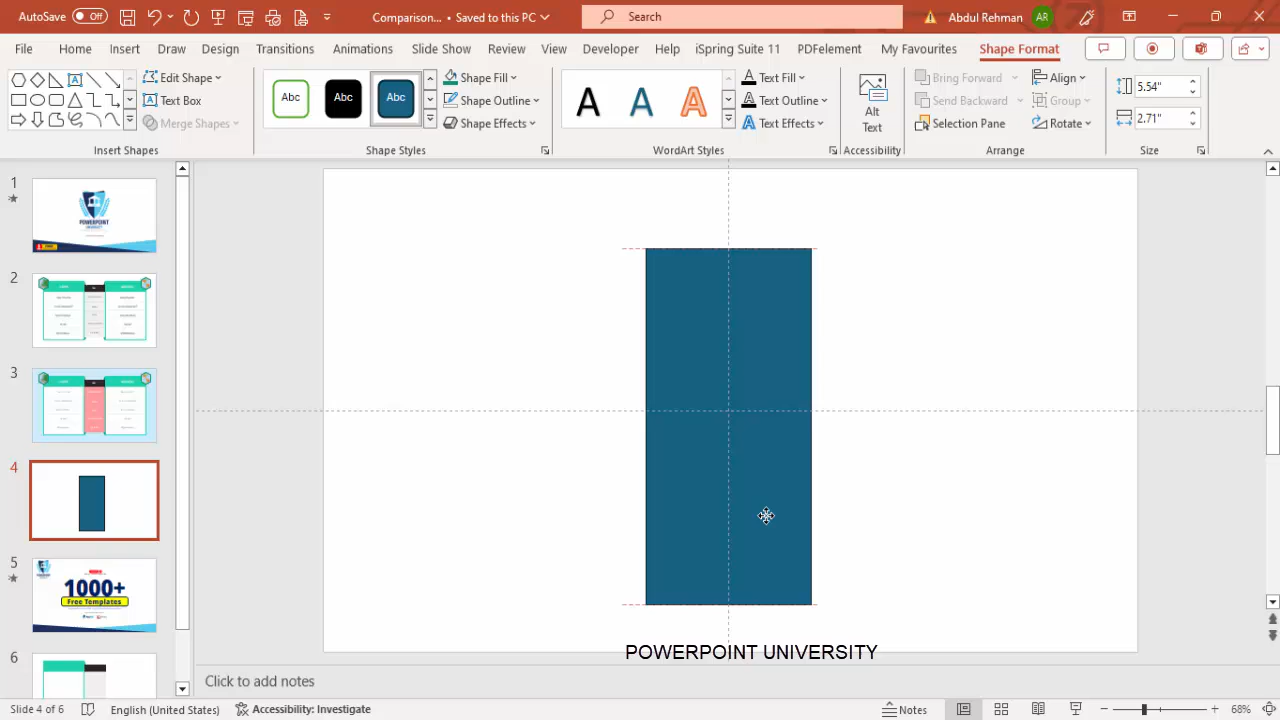 AutoSave Off Comparison... • Saved to this PC Search Abdul Rehman AR
File Home Insert Draw Design Transitions Animations Slide Show Review View Developer Help iSpring Suite 11 PDFelement My Favourites Shape Format
Edit Shape
Text Box
Merge Shapes
Insert Shapes
Abc Abc Abc
Shape Fill
Shape Outline
Shape Effects
Shape Styles
A A A
Text Fill
Text Outline
Text Effects
WordArt Styles
Alt
Text
Accessibility
Bring Forward
Send Backward
Selection Pane
Align
Group
Rotate
Arrange
5.54"
2.71"
Size
1
POWERPOINT
UNIVERSITY
2
3
4
5
1000+
Free Templates
6
POWERPOINT UNIVERSITY
Click to add notes
Slide 4 of 6 English (United States) Accessibility: Investigate Notes 68%